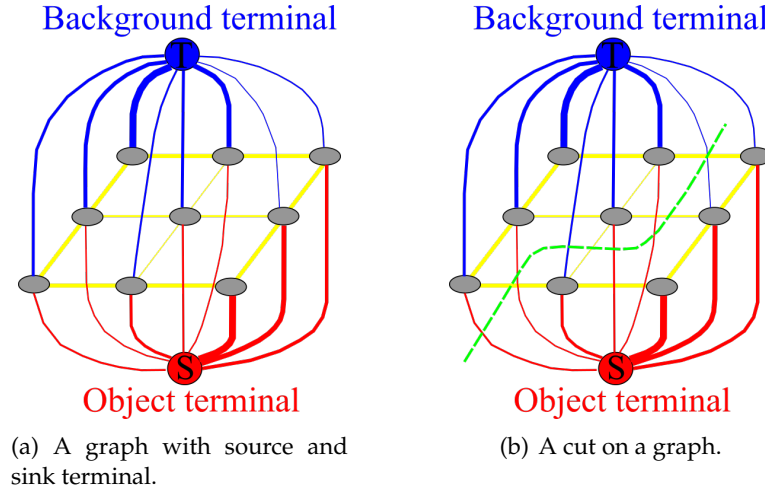 Background terminal
T
S
Object terminal
(a) A graph with source and
sink terminal.
Background terminal
T
S
Object terminal
(b) A cut on a graph.